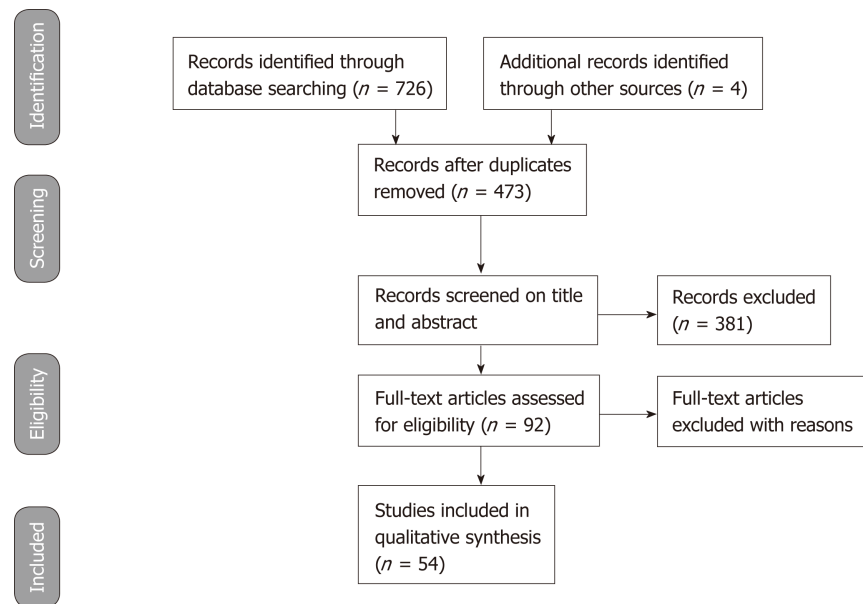 Identification
Records identified through
database searching (n = 726)
Additional records identified
through other sources (n = 4)
Records after duplicates
removed (n = 473)
Screening
Records screened on title
and abstract
Records excluded
(n = 381)
Eligibility
Full-text articles assessed
for eligibility (n = 92)
Full-text articles
excluded with reasons
Included
Studies included in
qualitative synthesis
(n = 54)